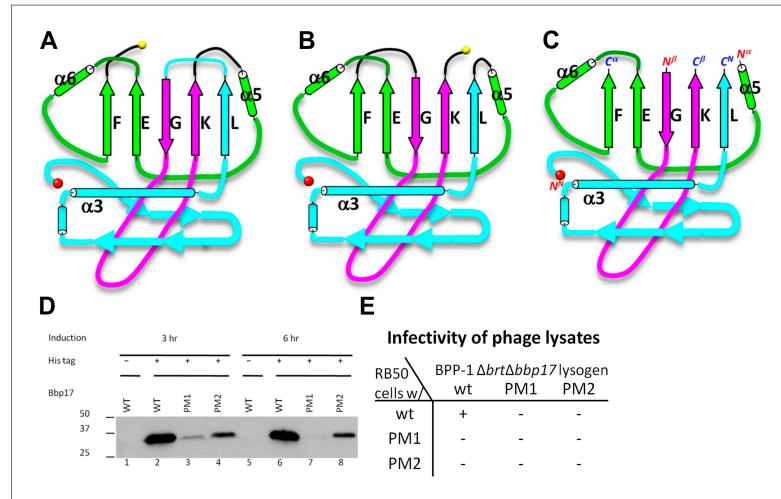 A
α6
F
E
G
K
L
α5
α3
B
α6
F
E
G
K
L
α5
α3
C
α6
Cα
Nβ
Cβ
CN
Nα
F
E
G
K
L
α5
NN
α3
D
Induction 3 hr 6 hr
His tag - + + + - + + +
Bbp17 WT WT PM1 PM2 WT WT PM1 PM2
50
37
25
1 2 3 4 5 6 7 8
E
Infectivity of phage lysates
RB50 cells w/ BPP-1 ΔbrtΔbbp17 lysogen
wt PM1 PM2
wt + - -
PM1 - - -
PM2 - - -